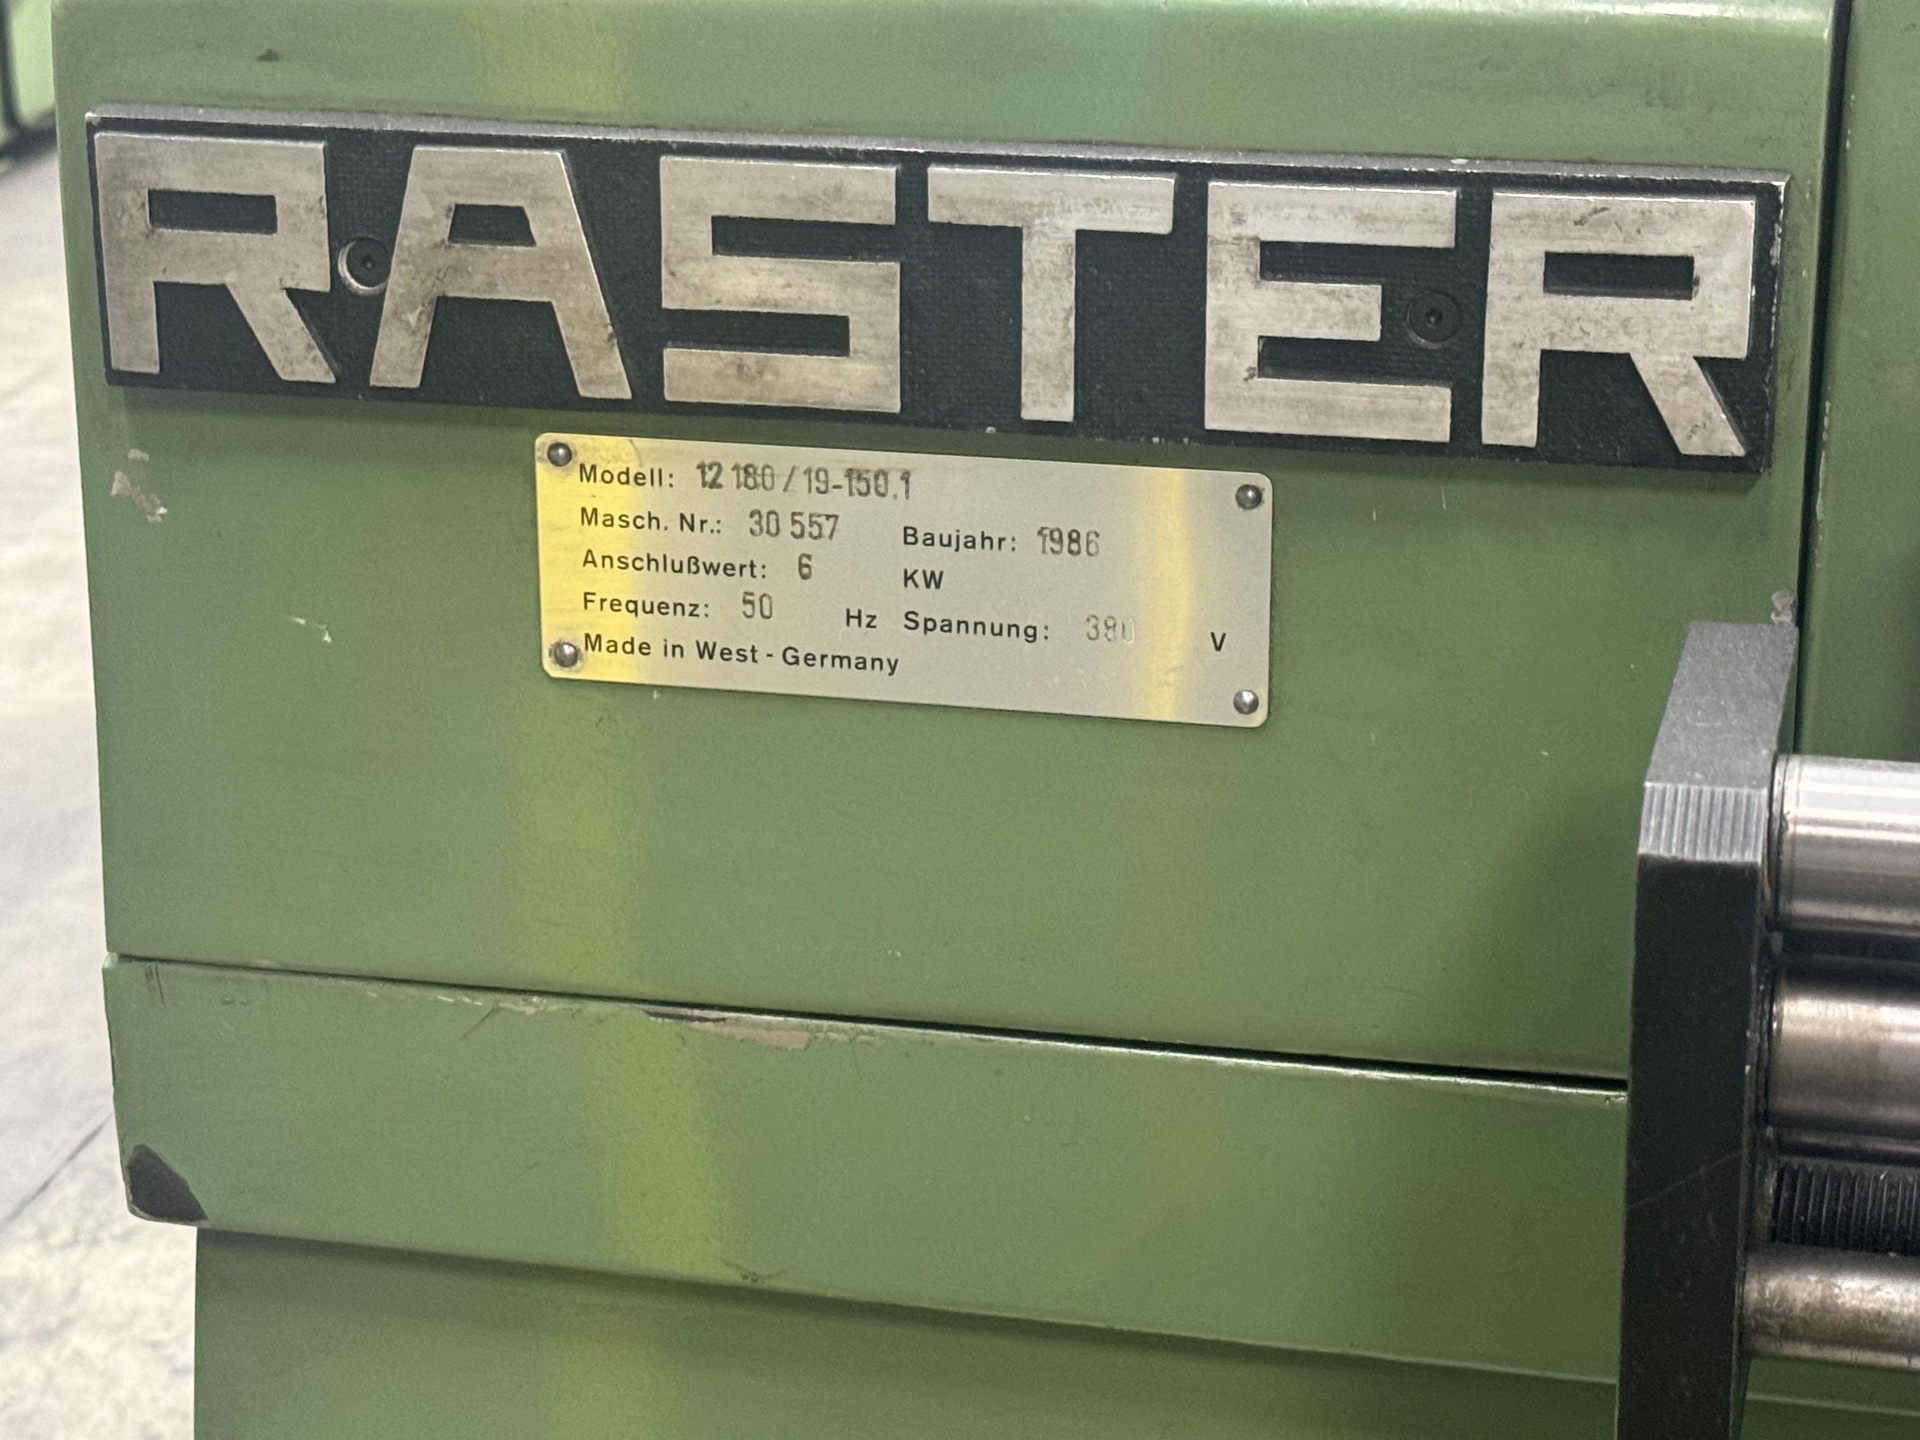 RASTER
Modell: 12 180 / 19-150.1
Masch. Nr.: 30 557 Baujahr: 1986
Anschlußwert: 6 KW
Frequenz: 50 Hz Spannung: 380 V
Made in West - Germany